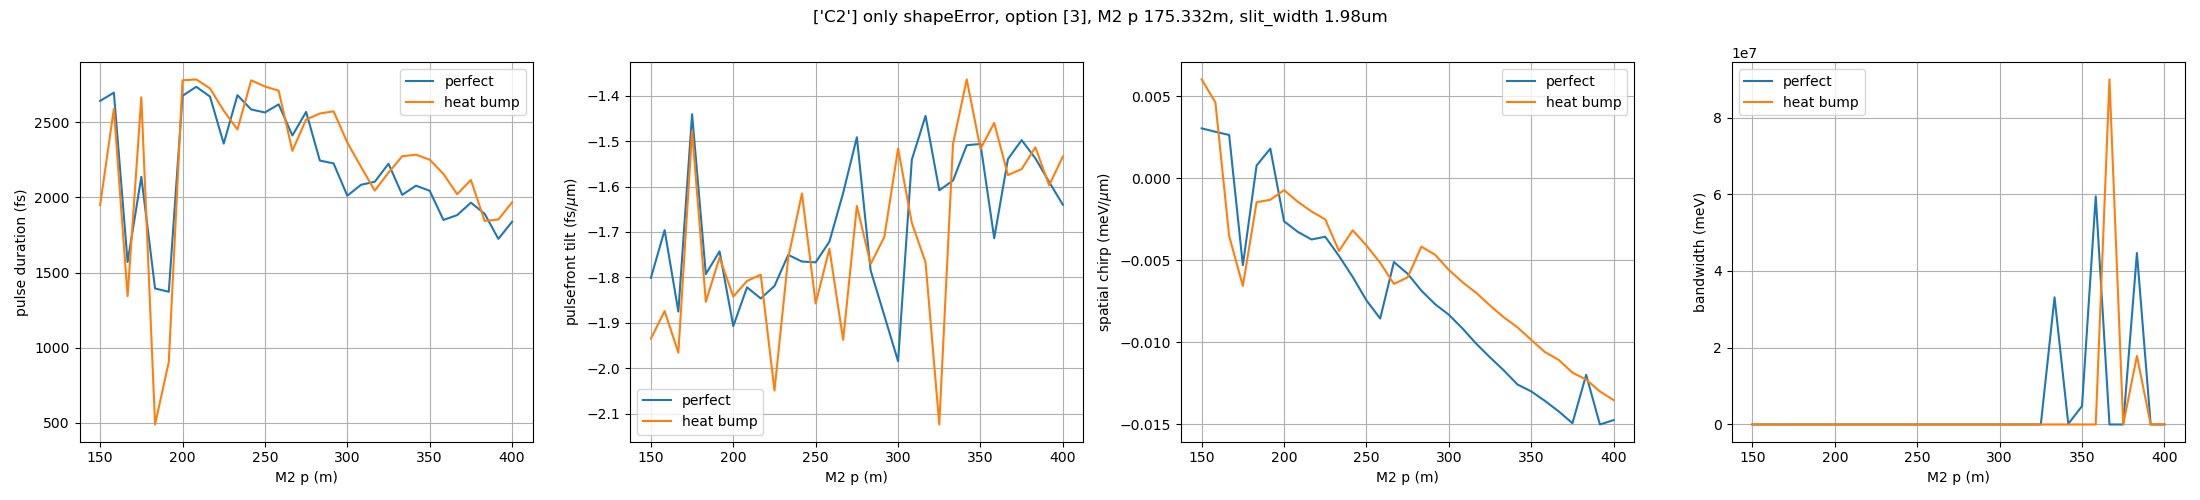 ['C2'] only shapeError, option [3], M2 p 175.332m, slit_width 1.98um
pulse duration (fs)
2500
2000
1500
1000
500
150 200 250 300 350 400
M2 p (m)
perfect
heat bump
pulsefront tilt (fs/μm)
−1.4
−1.5
−1.6
−1.7
−1.8
−1.9
−2.0
−2.1
150 200 250 300 350 400
M2 p (m)
perfect
heat bump
spatial chirp (meV/μm)
0.005
0.000
−0.005
−0.010
−0.015
150 200 250 300 350 400
M2 p (m)
perfect
heat bump
bandwidth (meV)
1e7
8
6
4
2
0
150 200 250 300 350 400
M2 p (m)
perfect
heat bump